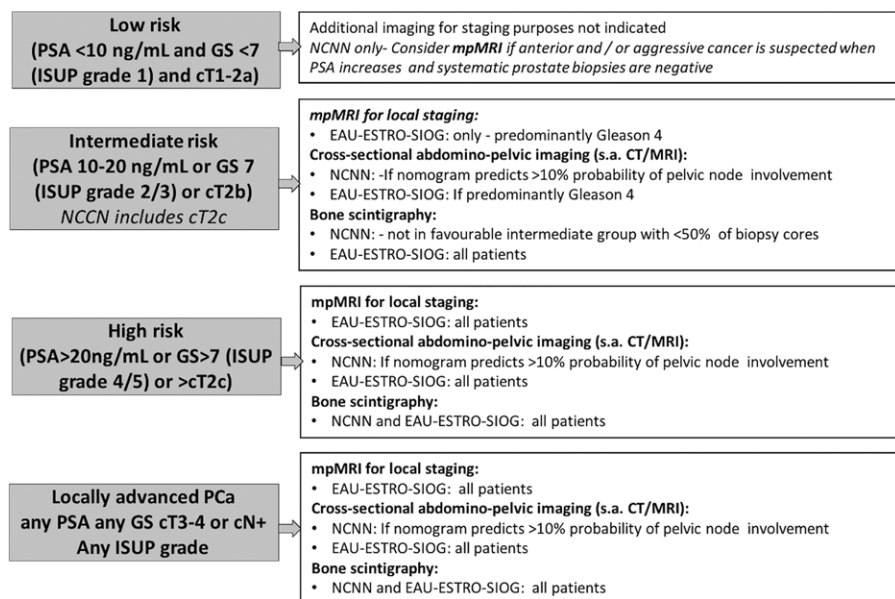 Low risk
(PSA <10 ng/mL and GS <7
(ISUP grade 1) and cT1-2a)
Additional imaging for staging purposes not indicated
NCNN only- Consider mpMRI if anterior and / or aggressive cancer is suspected when
PSA increases and systematic prostate biopsies are negative
Intermediate risk
(PSA 10-20 ng/mL or GS 7
(ISUP grade 2/3) or cT2b)
NCCN includes cT2c
mpMRI for local staging:
• EAU-ESTRO-SIOG: only - predominantly Gleason 4
Cross-sectional abdomino-pelvic imaging (s.a. CT/MRI):
• NCNN: -If nomogram predicts >10% probability of pelvic node involvement
• EAU-ESTRO-SIOG: If predominantly Gleason 4
Bone scintigraphy:
• NCNN: - not in favourable intermediate group with <50% of biopsy cores
• EAU-ESTRO-SIOG: all patients
High risk
(PSA>20ng/mL or GS>7 (ISUP
grade 4/5) or >cT2c)
mpMRI for local staging:
• EAU-ESTRO-SIOG: all patients
Cross-sectional abdomino-pelvic imaging (s.a. CT/MRI):
• NCNN: If nomogram predicts >10% probability of pelvic node involvement
• EAU-ESTRO-SIOG: all patients
Bone scintigraphy:
• NCNN and EAU-ESTRO-SIOG: all patients
Locally advanced PCa
any PSA any GS cT3-4 or cN+
Any ISUP grade
mpMRI for local staging:
• EAU-ESTRO-SIOG: all patients
Cross-sectional abdomino-pelvic imaging (s.a. CT/MRI):
• NCNN: If nomogram predicts >10% probability of pelvic node involvement
• EAU-ESTRO-SIOG: all patients
Bone scintigraphy:
• NCNN and EAU-ESTRO-SIOG: all patients